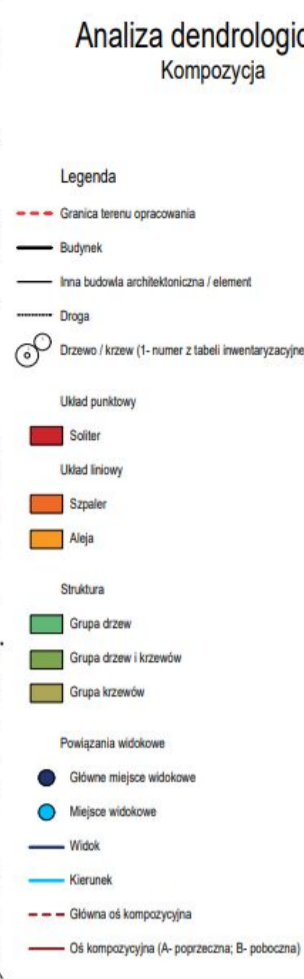 Analiza dendrologic
Kompozycja
Legenda
Granica terenu opracowania
Budynek
Inna budowla architektoniczna / element
Droga
Drzewo / krzew (1- numer z tabeli inwentaryzacyjne
Układ punktowy
Soliter
Układ liniowy
Szpaler
Aleja
Struktura
Grupa drzew
Grupa drzew i krzewów
Grupa krzewów
Powiązania widokowe
Główne miejsce widokowe
Miejsce widokowe
Widok
Kierunek
Główna oś kompozycyjna
Oś kompozycyjna (A- poprzeczna; B- poboczna)